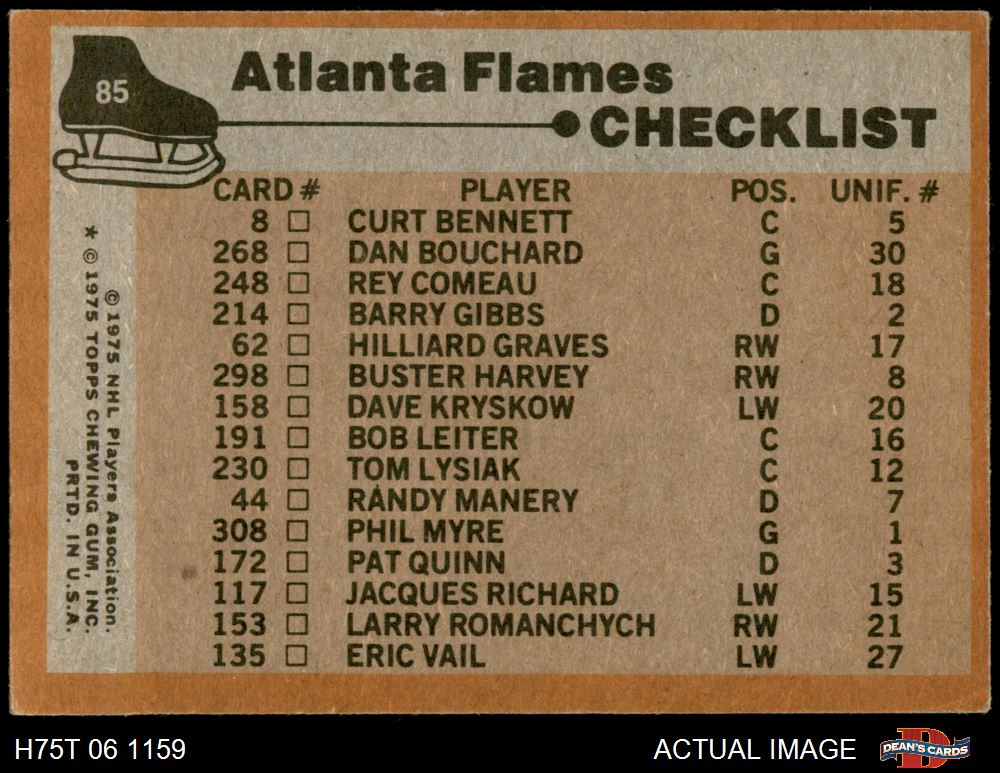 85
Atlanta Flames
CHECKLIST
CARD # PLAYER POS. UNIF. #
8 CURT BENNETT C 5
268 DAN BOUCHARD G 30
248 REY COMEAU C 18
214 BARRY GIBBS D 2
62 HILLIARD GRAVES RW 17
298 BUSTER HARVEY RW 8
158 DAVE KRYSKOW LW 20
191 BOB LEITER C 16
230 TOM LYSIAK C 12
44 RANDY MANERY D 7
308 PHIL MYRE G 1
172 PAT QUINN D 3
117 JACQUES RICHARD LW 15
153 LARRY ROMANCHYCH RW 21
135 ERIC VAIL LW 27
© 1975 NHL Players Association.
* © 1975 TOPPS CHEWING GUM, INC.
PRTD. IN U.S.A.
H75T 06 1159
ACTUAL IMAGE
DEAN'S CARDS